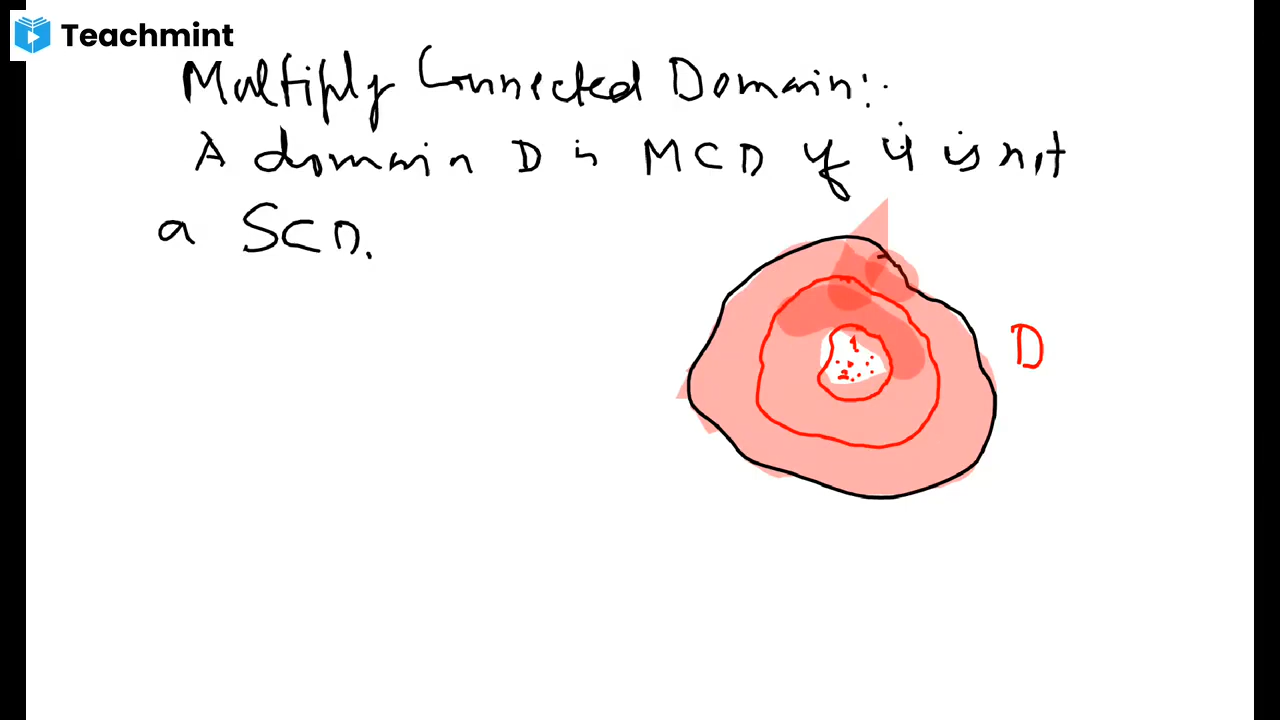 Teachmint
Multiply Connected Domain:.
A domain D is MCD if it is not
a SCD.
D